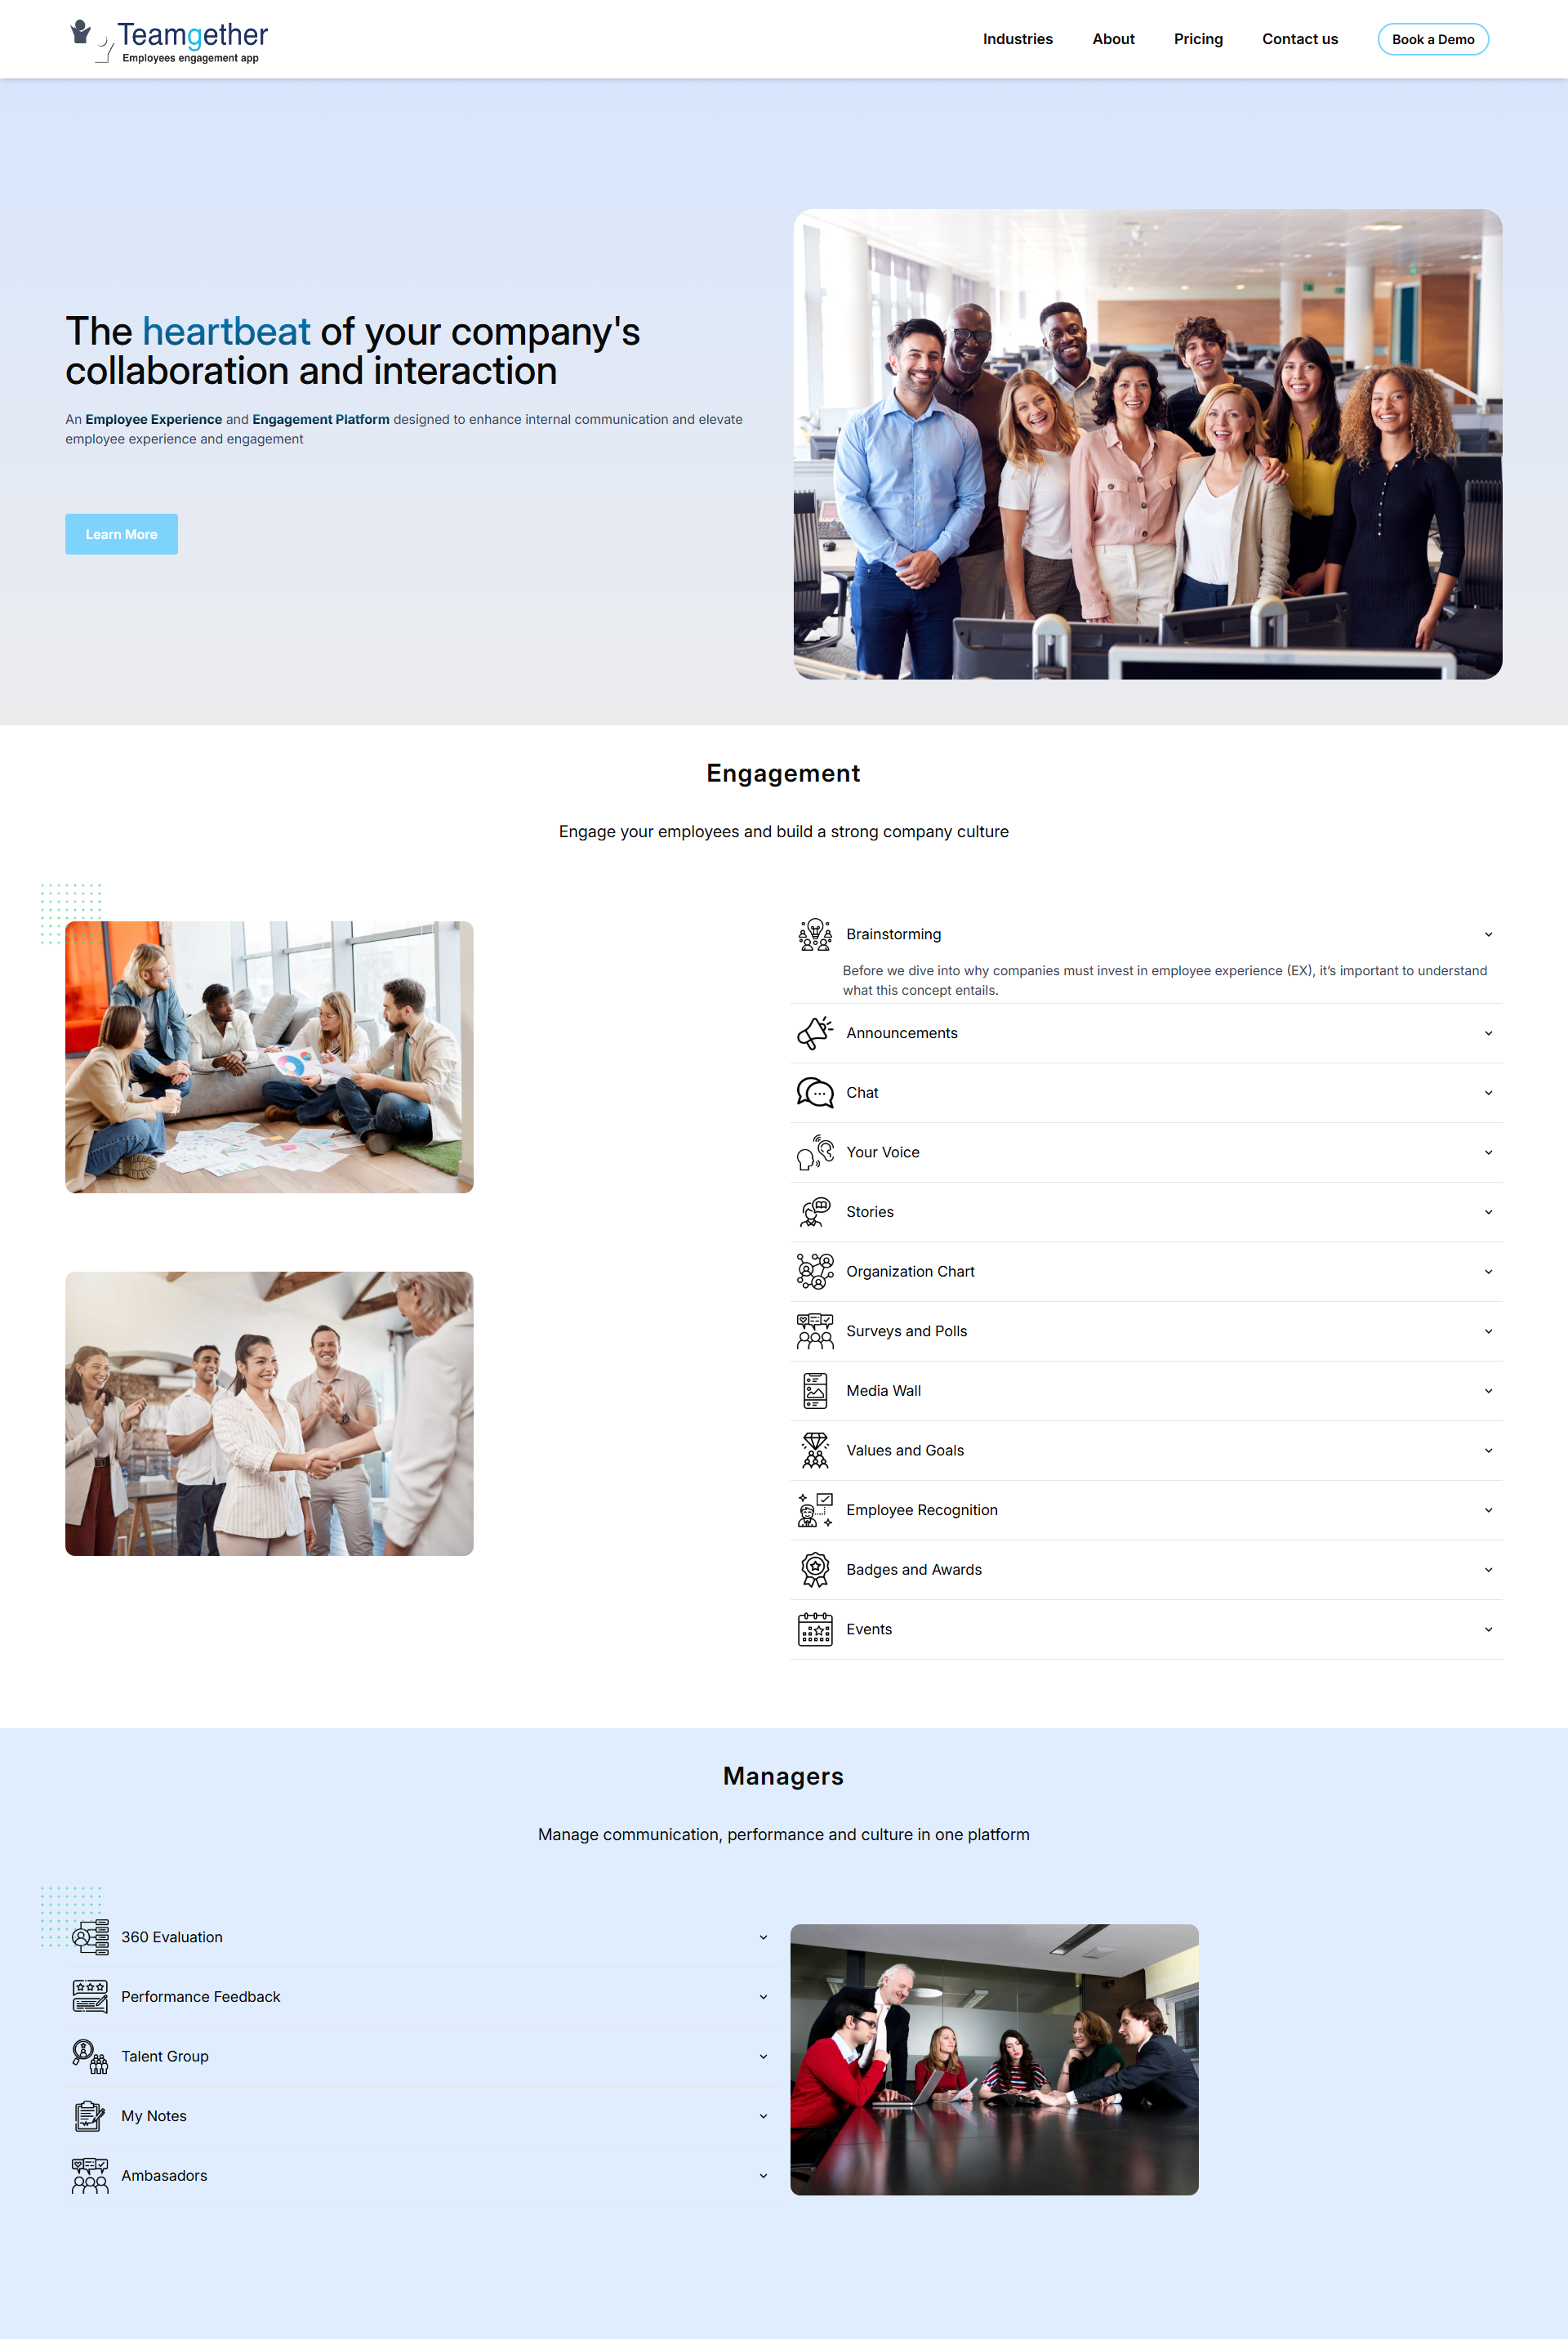 Teamgether
Employees engagement app
Industries
About
Pricing
Contact us
Book a Demo
The heartbeat of your company's
collaboration and interaction
An Employee Experience and Engagement Platform designed to enhance internal communication and elevate
employee experience and engagement
Learn More
Engagement
Engage your employees and build a strong company culture
Brainstorming
Before we dive into why companies must invest in employee experience (EX), it’s important to understand
what this concept entails.
Announcements
Chat
Your Voice
Stories
Organization Chart
Surveys and Polls
Media Wall
Values and Goals
Employee Recognition
Badges and Awards
Events
Managers
Manage communication, performance and culture in one platform
360 Evaluation
Performance Feedback
Talent Group
My Notes
Ambasadors